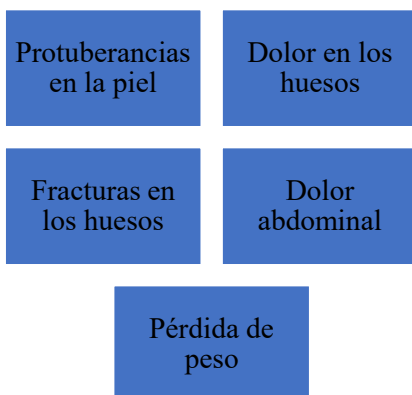 Protuberancias
en la piel
Dolor en los
huesos
Fracturas en
los huesos
Dolor
abdominal
Pérdida de
peso